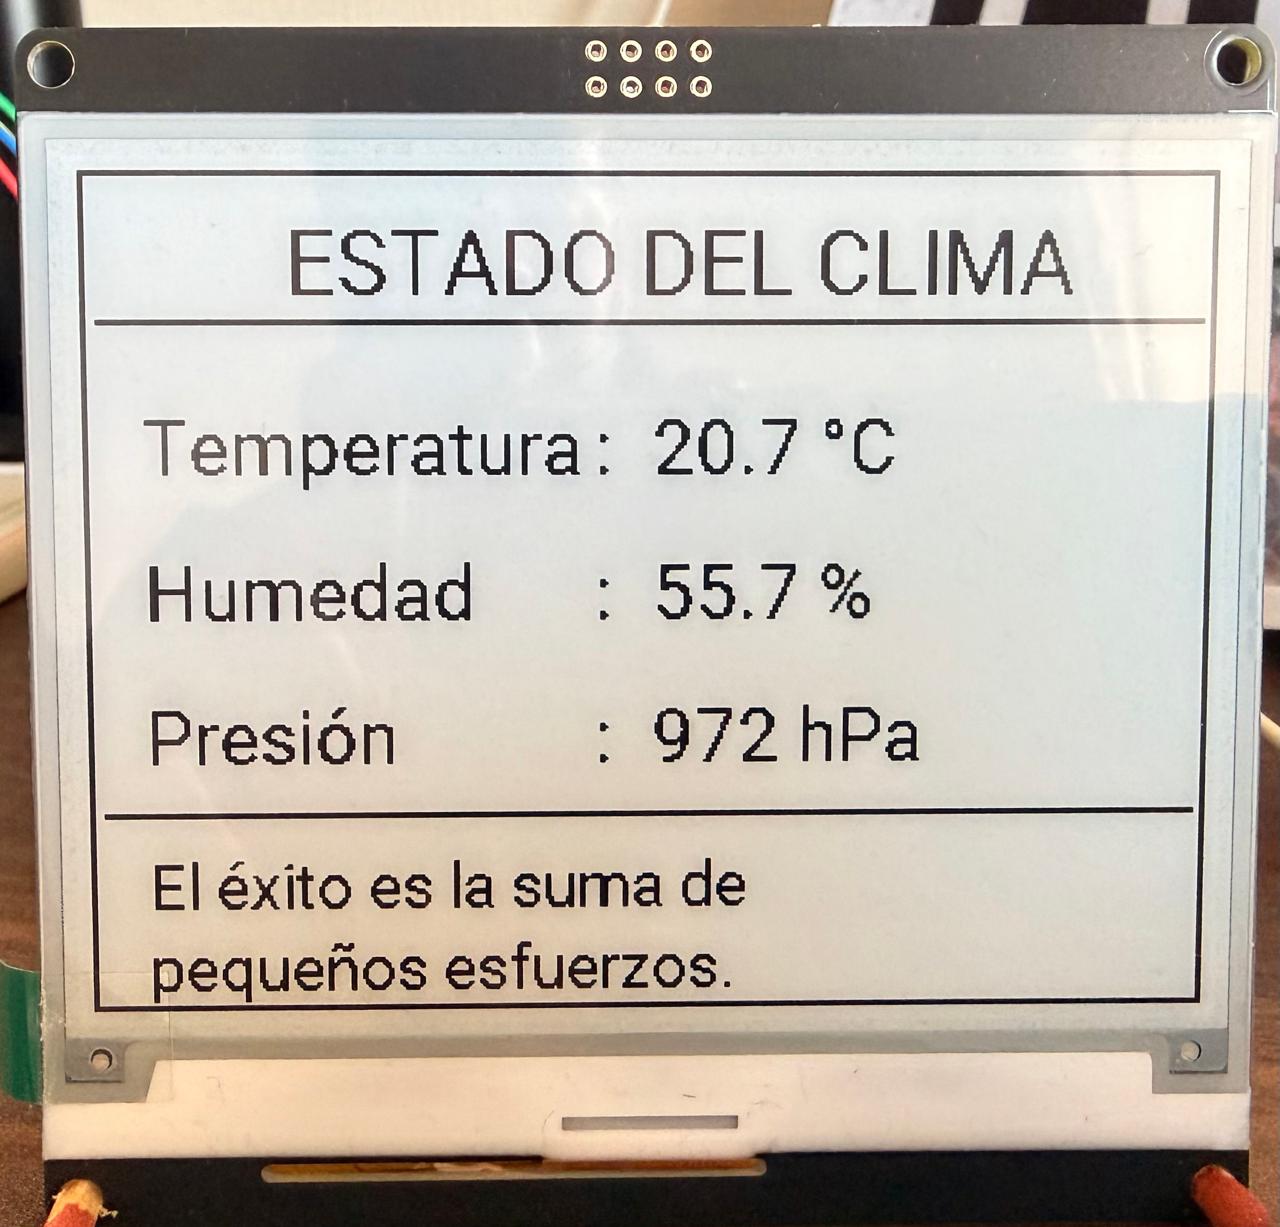 ESTADO DEL CLIMA
Temperatura : 20.7 °C
Humedad : 55.7 %
Presión : 972 hPa
El éxito es la suma de
pequeños esfuerzos.